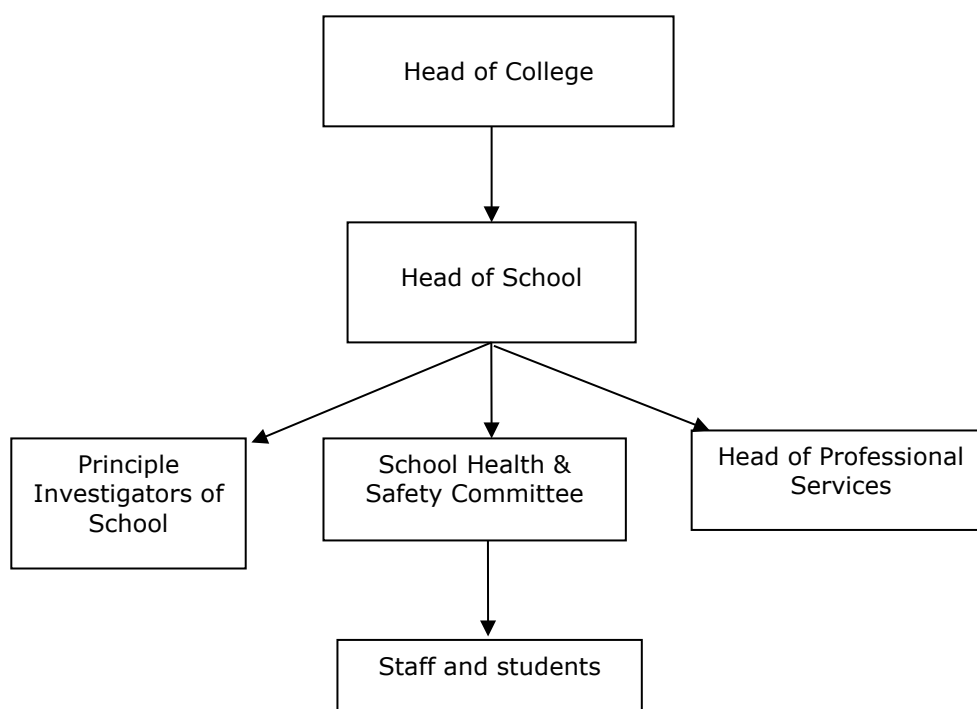 Head of College
Head of School
Principle
Investigators of
School
School Health &
Safety Committee
Head of Professional
Services
Staff and students